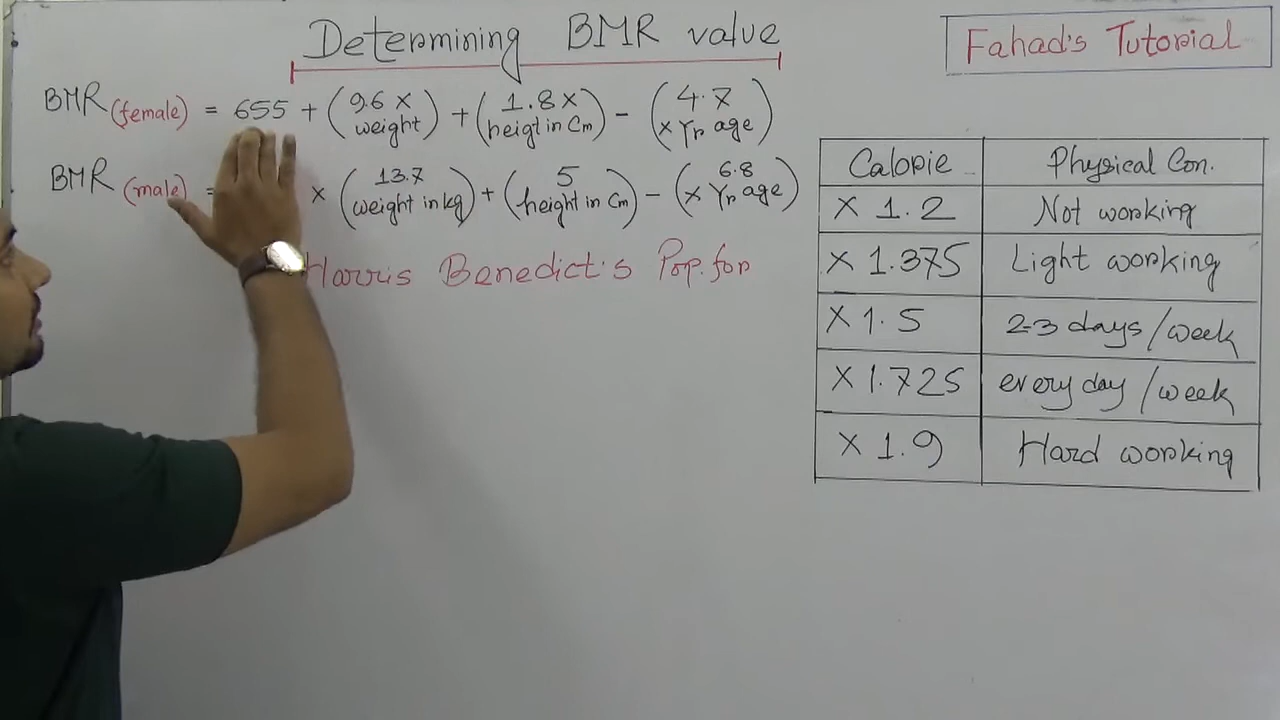 Determining BMR value
Fahad's Tutorial
BMR (female) = 655 + (9.6 × weight) + (1.8 × heigt in Cm) - (4.7 × Yr age)
BMR (male) = × (13.7 weight in kg) + (5 height in Cm) - (6.8 × Yr age)
Harris Benedict's Pop. for
Calorie Physical Con.
× 1.2 Not working
× 1.375 Light working
× 1.5 2-3 days/week
× 1.725 every day/week
× 1.9 Hard working